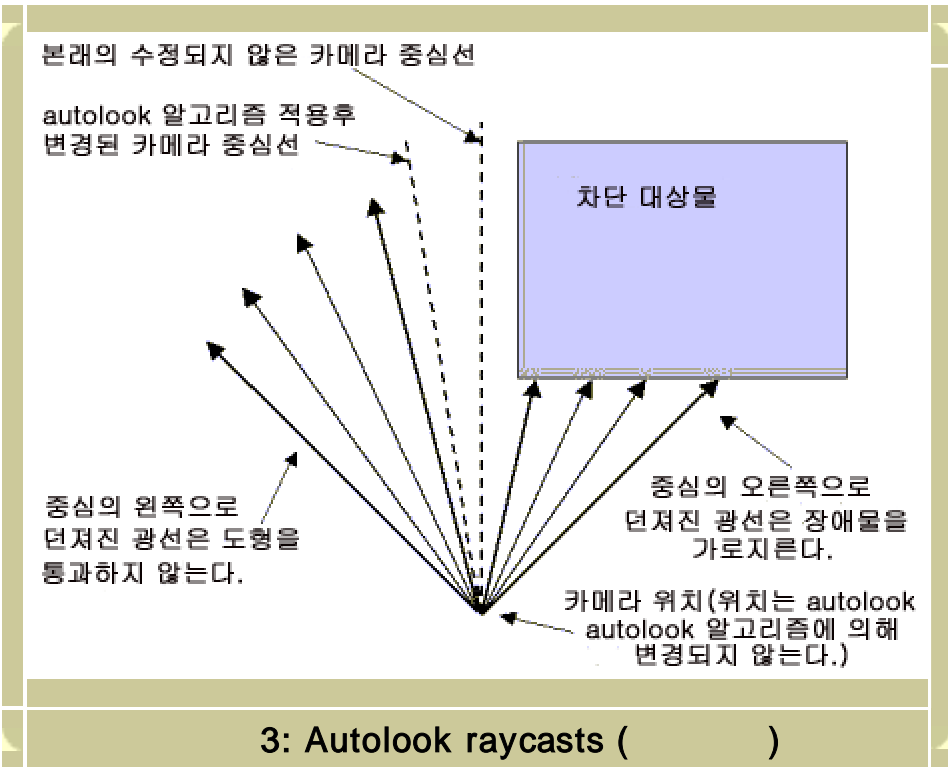 본래의 수정되지 않은 카메라 중심선
autolook 알고리즘 적용후
변경된 카메라 중심선
차단 대상물
중심의 왼쪽으로
던져진 광선은 도형을
통과하지 않는다.
중심의 오른쪽으로
던져진 광선은 장애물을
가로지른다.
카메라 위치(위치는 autolook
autolook 알고리즘에 의해
변경되지 않는다.)
3: Autolook raycasts ( )